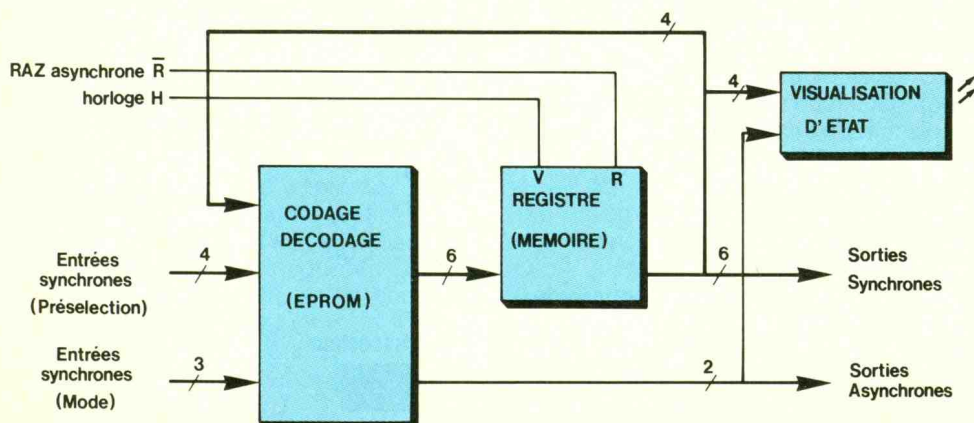 4
RAZ asynchrone R̅
horloge H
4
VISUALISATION
D'ETAT
V
R
REGISTRE
(MEMOIRE)
CODAGE
DECODAGE
(EPROM)
Entrées
synchrones
(Préselection)
4
6
6
Sorties
Synchrones
Entrées
synchrones
(Mode)
3
2
Sorties
Asynchrones